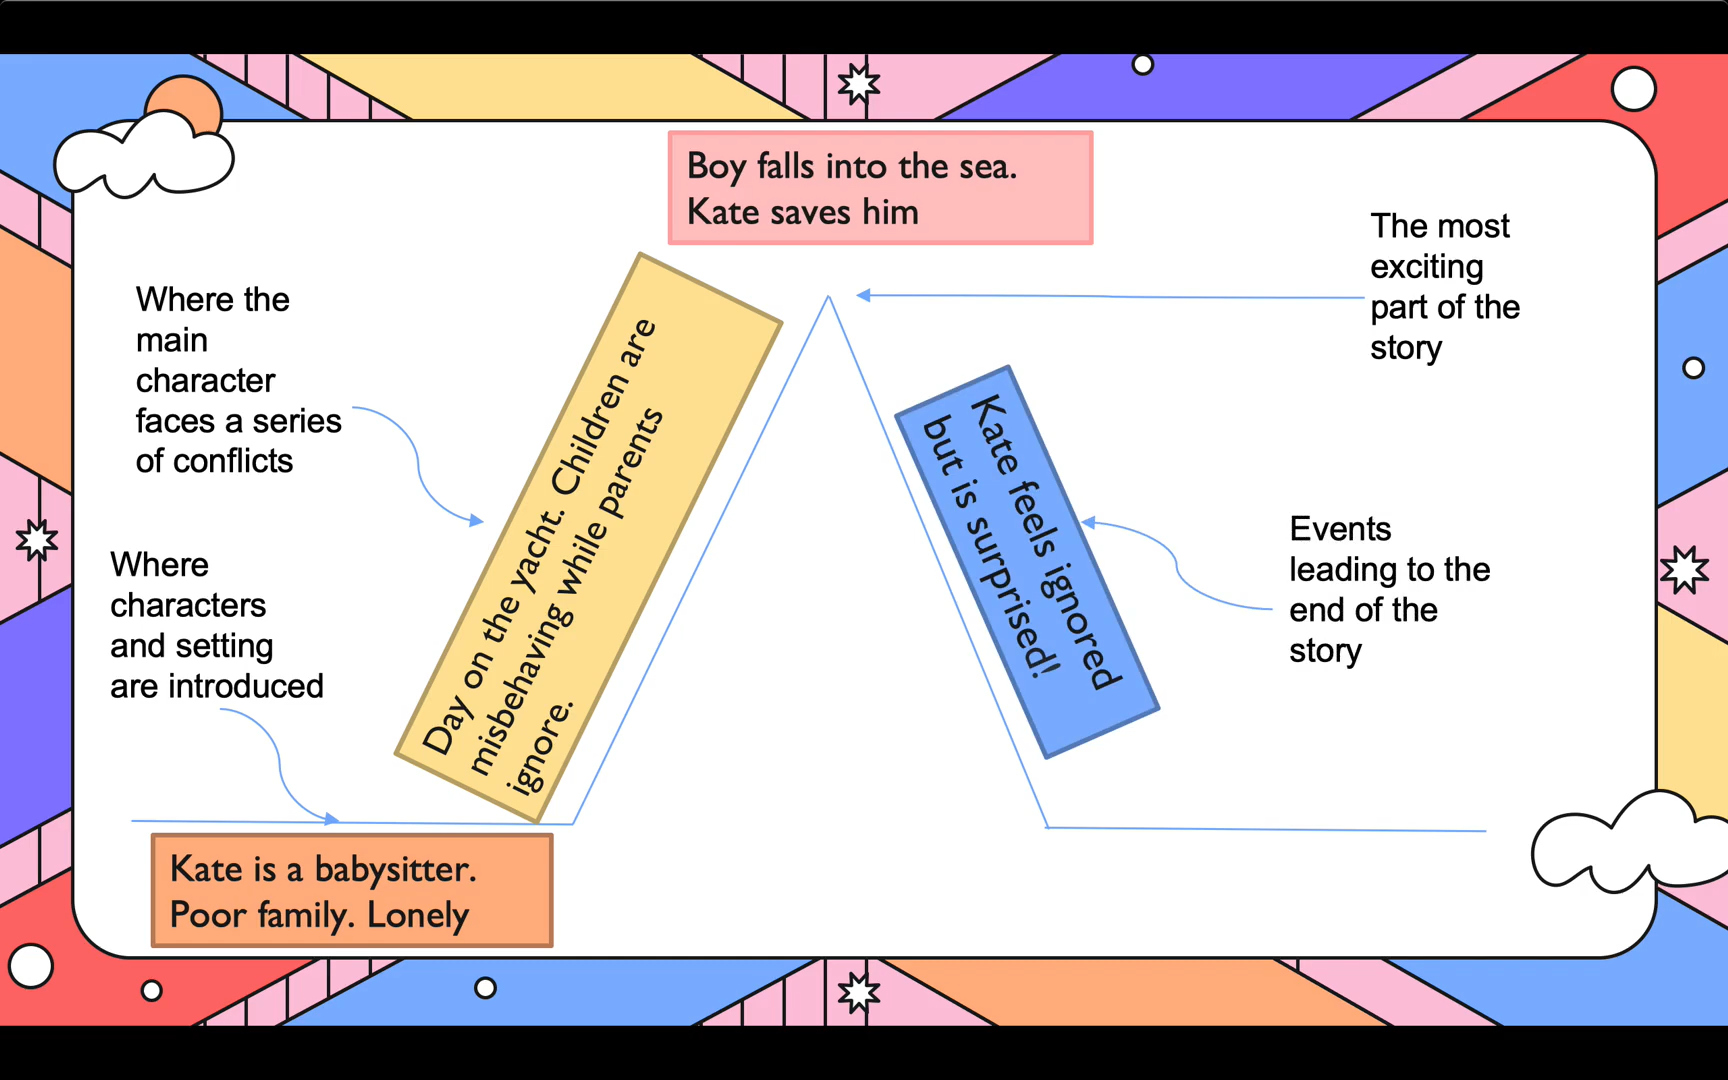 Boy falls into the sea.
Kate saves him
The most
exciting
part of the
story
Where the
main
character
faces a series
of conflicts
Day on the yacht. Children are
misbehaving while parents
ignore.
Kate feels ignored
but is surprised!
Events
leading to the
end of the
story
Where
characters
and setting
are introduced
Kate is a babysitter.
Poor family. Lonely